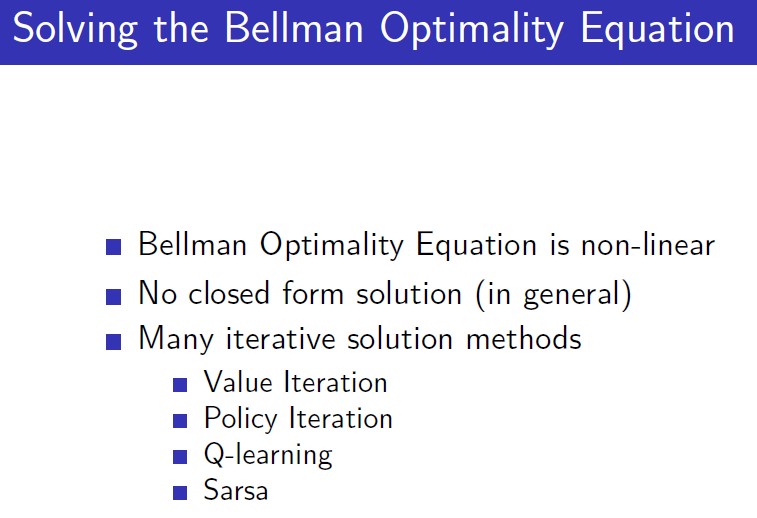 Solving the Bellman Optimality Equation
Bellman Optimality Equation is non-linear
No closed form solution (in general)
Many iterative solution methods
Value Iteration
Policy Iteration
Q-learning
Sarsa